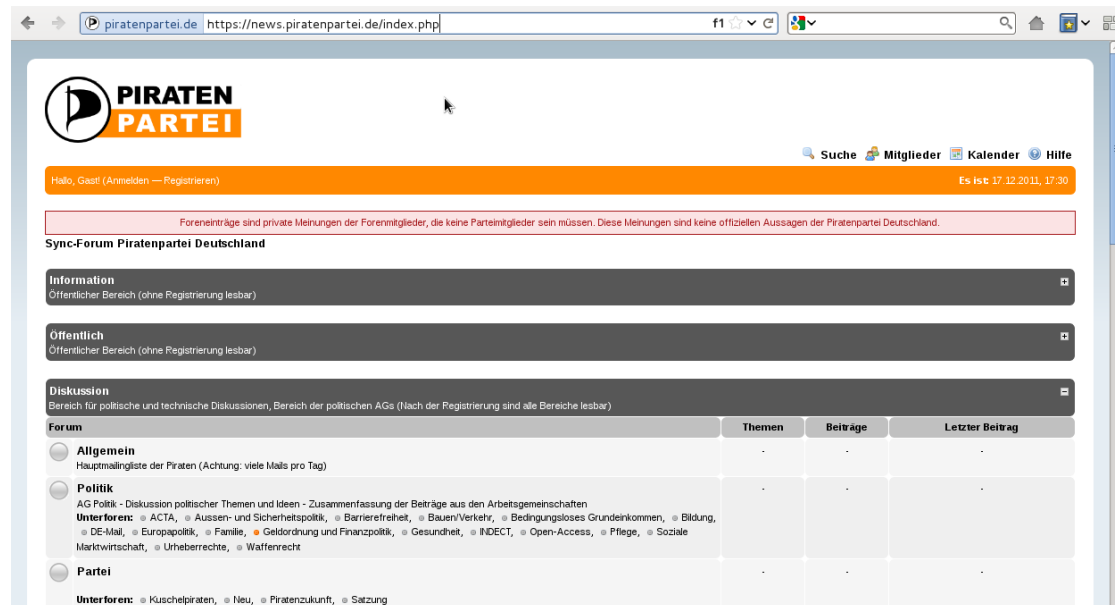 piratenpartei.de https://news.piratenpartei.de/index.php f1
PIRATEN
PARTEI
Suche Mitglieder Kalender Hilfe
Hallo, Gast! (Anmelden — Registrieren) Es ist: 17.12.2011, 17:30
Foreneinträge sind private Meinungen der Forenmitglieder, die keine Parteimitglieder sein müssen. Diese Meinungen sind keine offiziellen Aussagen der Piratenpartei Deutschland.
Sync-Forum Piratenpartei Deutschland
Information
Öffentlicher Bereich (ohne Registrierung lesbar)
Öffentlich
Öffentlicher Bereich (ohne Registrierung lesbar)
Diskussion
Bereich für politische und technische Diskussionen, Bereich der politischen AGs (Nach der Registrierung sind alle Bereiche lesbar)
Forum Themen Beiträge Letzter Beitrag
Allgemein - - -
Hauptmailingliste der Piraten (Achtung: viele Mails pro Tag)
Politik - - -
AG Politik - Diskussion politischer Themen und Ideen - Zusammenfassung der Beiträge aus den Arbeitsgemeinschaften
Unterforen: ACTA, Aussen- und Sicherheitspolitik, Barrierefreiheit, Bauen/Verkehr, Bedingungsloses Grundeinkommen, Bildung,
DE-Mail, Europapolitik, Familie, Geldordnung und Finanzpolitik, Gesundheit, INDECT, Open-Access, Pflege, Soziale
Marktwirtschaft, Urheberrechte, Waffenrecht
Partei - - -
Unterforen: Kuschelpiraten, Neu, Piratenzukunft, Satzung